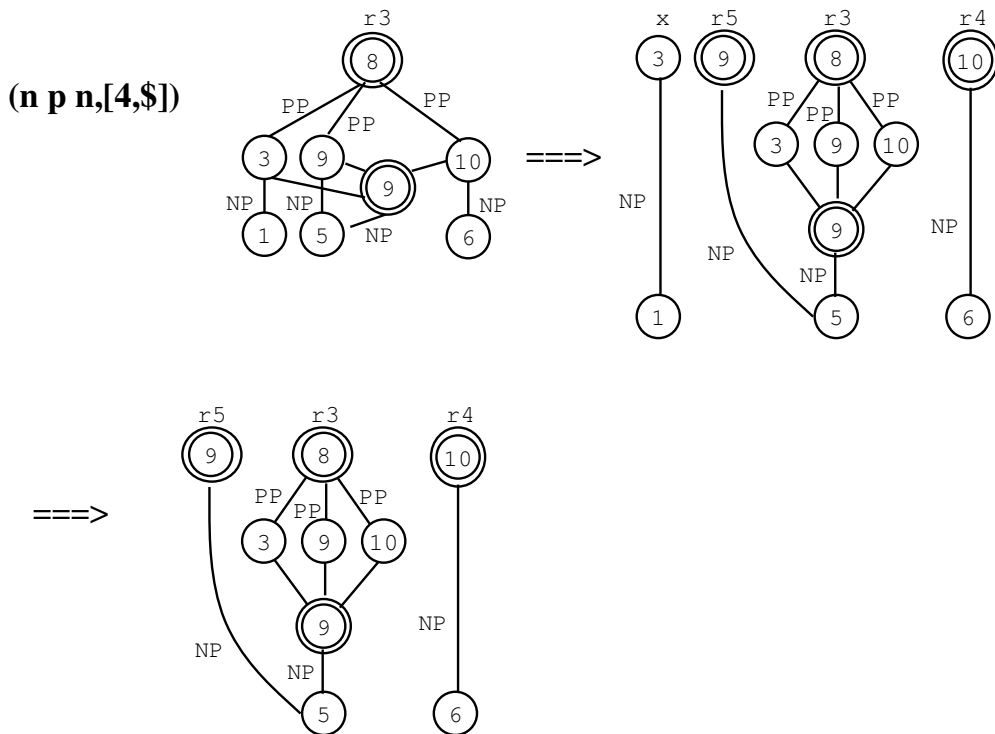 r3 x r5 r3 r4
8 3 9 8 10
(n p n,[4,$])
PP PP PP PP PP PP
3 9 10 ===> 3 9 10
9
NP NP NP NP 9 NP
1 5 NP 6 NP NP
1 5 6
r5 r3 r4
9 8 10
PP PP PP
===> 3 9 10
9 NP
NP NP
5 6